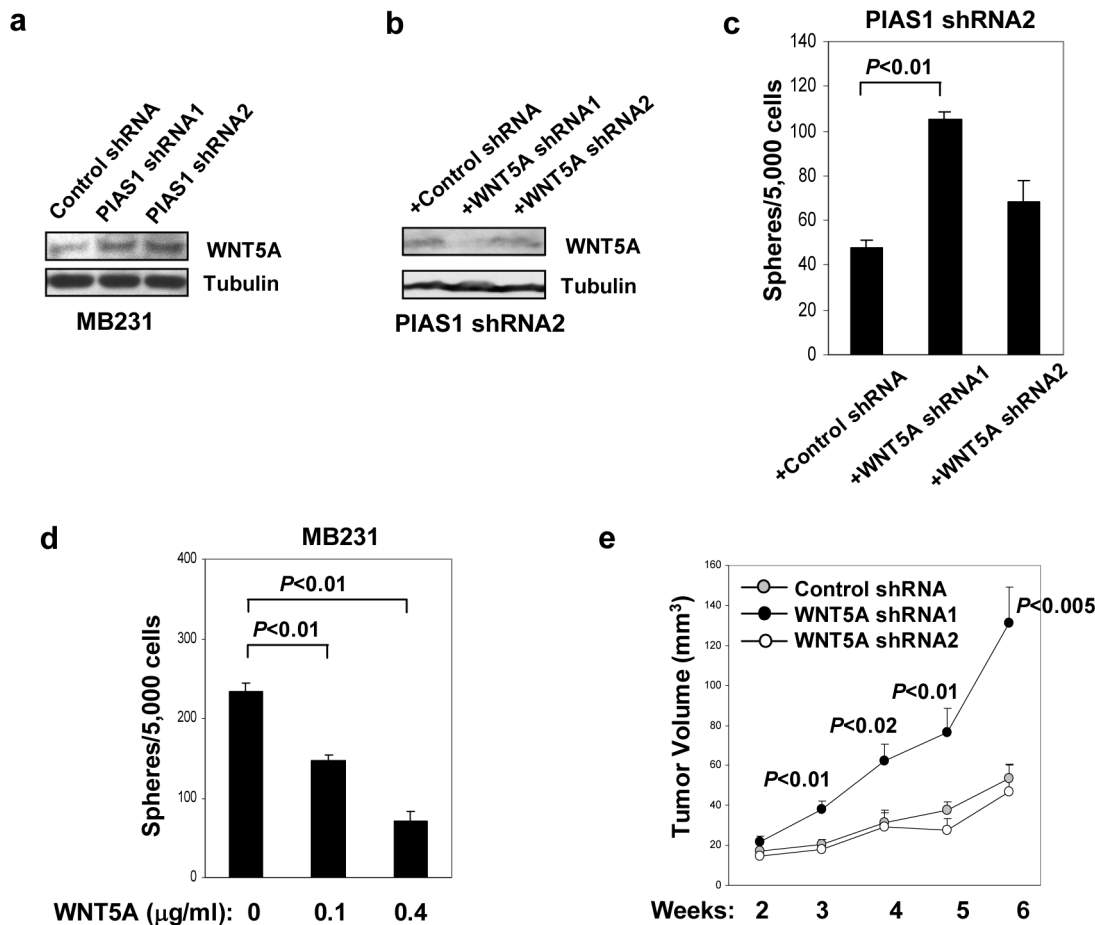 a
Control shRNA
PIAS1 shRNA1
PIAS1 shRNA2
WNT5A
Tubulin
MB231
b
+Control shRNA
+WNT5A shRNA1
+WNT5A shRNA2
WNT5A
Tubulin
PIAS1 shRNA2
c
PIAS1 shRNA2
Spheres/5,000 cells
140
120
100
80
60
40
20
0
P<0.01
+Control shRNA
+WNT5A shRNA1
+WNT5A shRNA2
d
MB231
Spheres/5,000 cells
400
300
200
100
0
P<0.01
P<0.01
WNT5A (μg/ml): 0 0.1 0.4
e
Tumor Volume (mm³)
160
140
120
100
80
60
40
20
0
Control shRNA
WNT5A shRNA1
WNT5A shRNA2
P<0.01
P<0.02
P<0.01
P<0.005
Weeks: 2 3 4 5 6